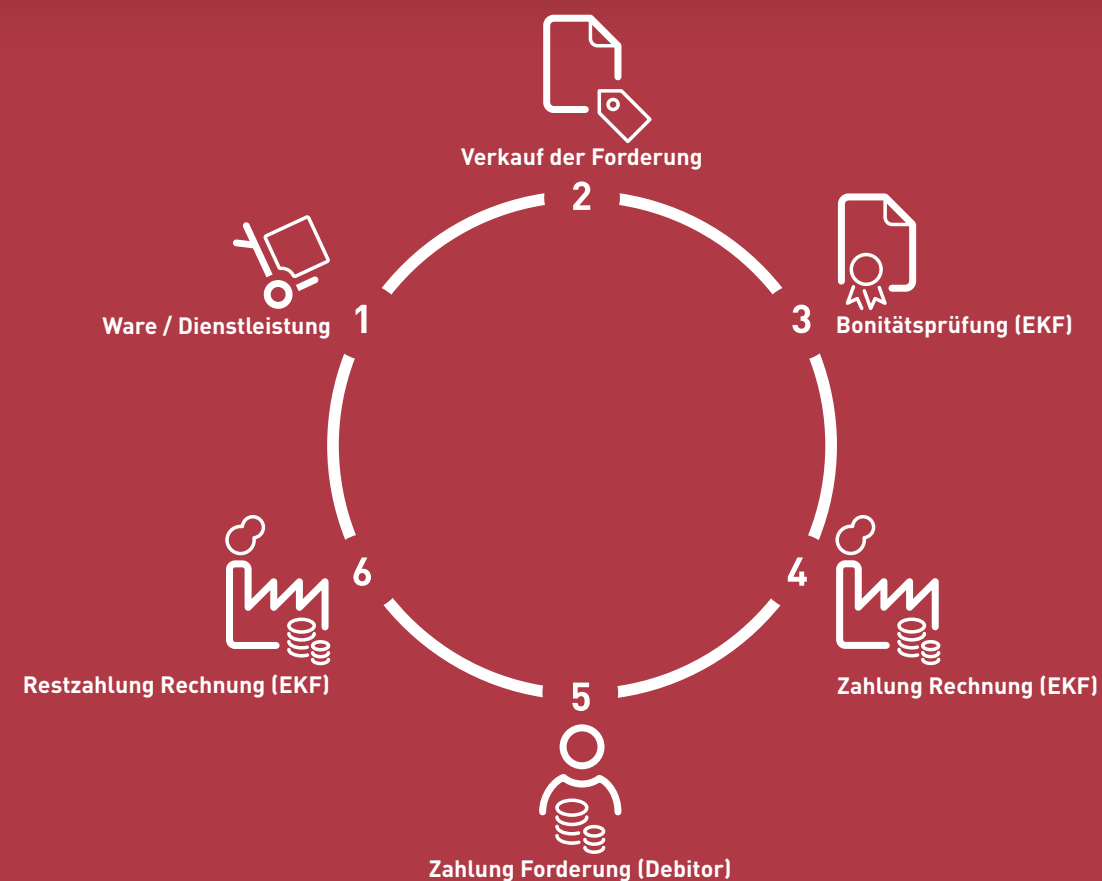 Verkauf der Forderung
2
Ware / Dienstleistung 1
3 Bonitätsprüfung (EKF)
6
4
Restzahlung Rechnung (EKF)
Zahlung Rechnung (EKF)
5
Zahlung Forderung (Debitor)